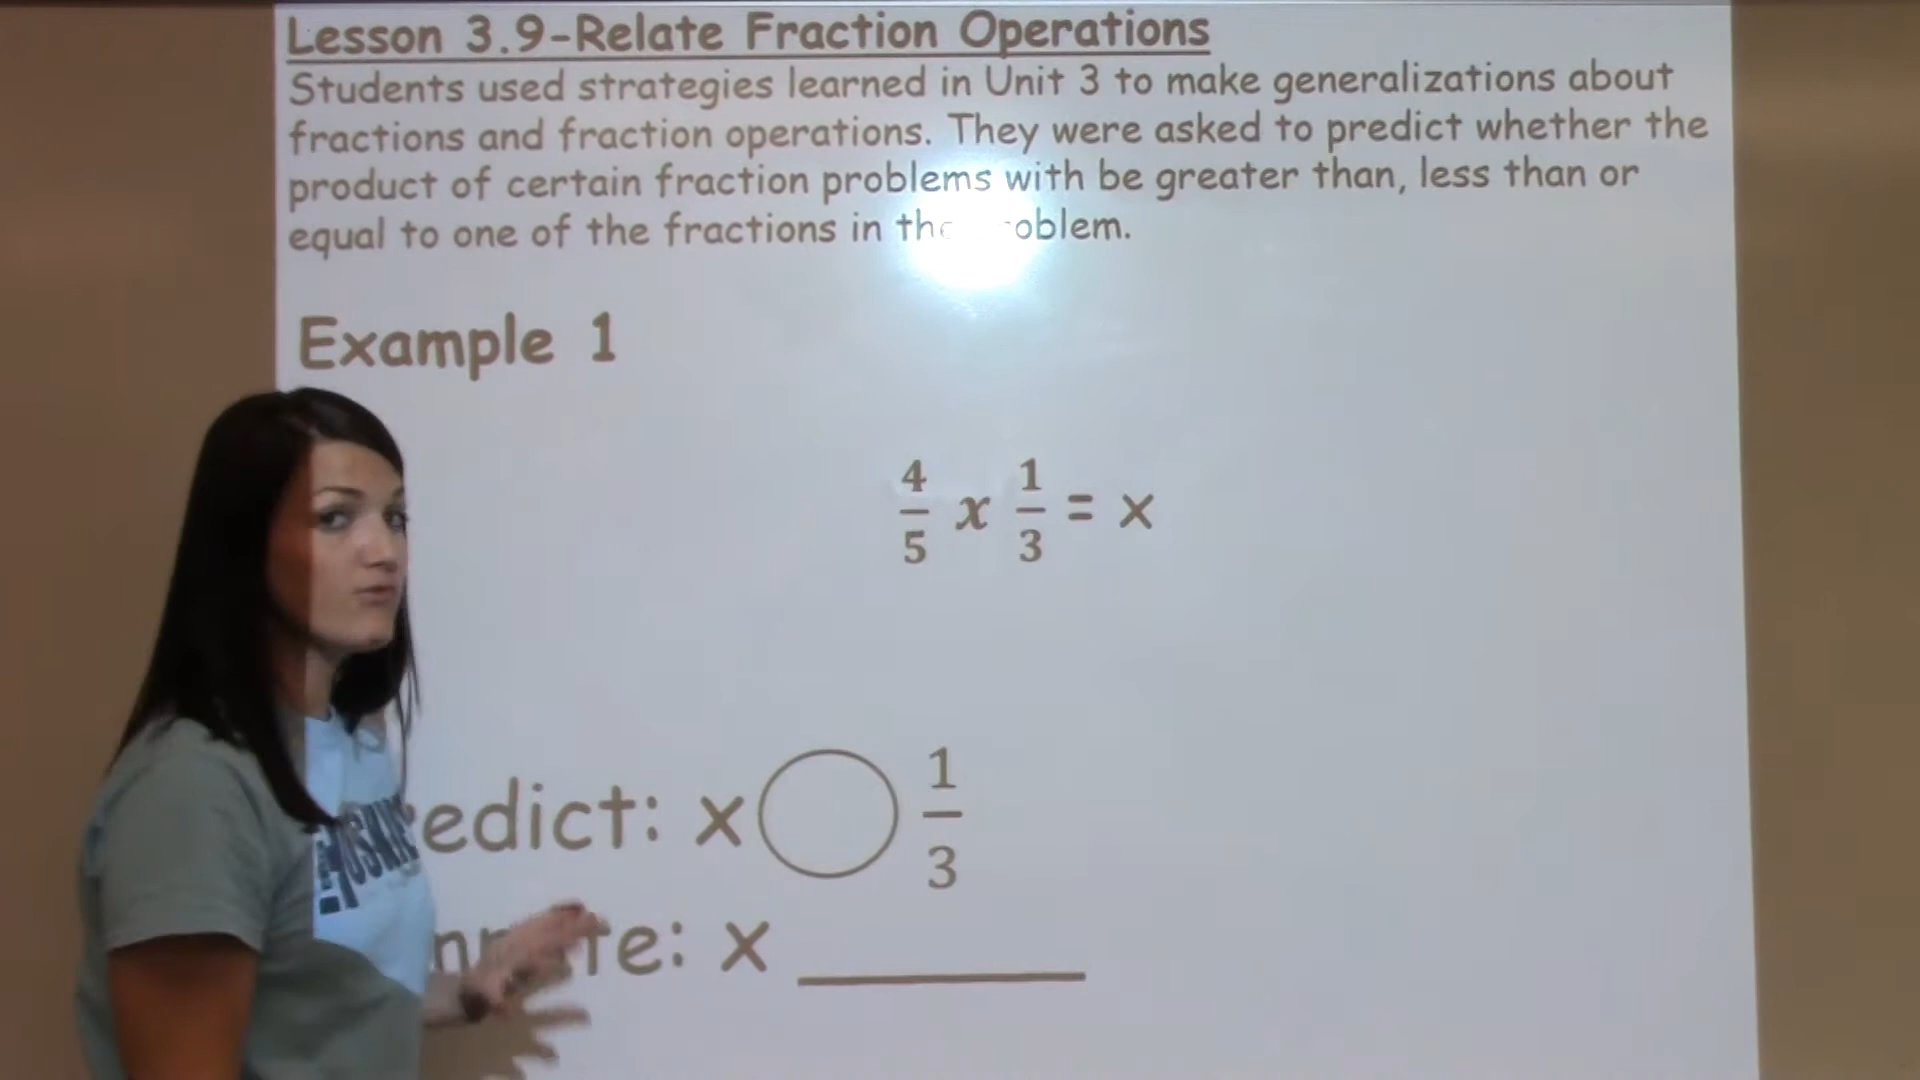 Lesson 3.9-Relate Fraction Operations
Students used strategies learned in Unit 3 to make generalizations about
fractions and fraction operations. They were asked to predict whether the
product of certain fraction problems with be greater than, less than or
equal to one of the fractions in the oblem.
Example 1
4/5 x 1/3 = x
edict: x ◯ 1/3
te: x ________